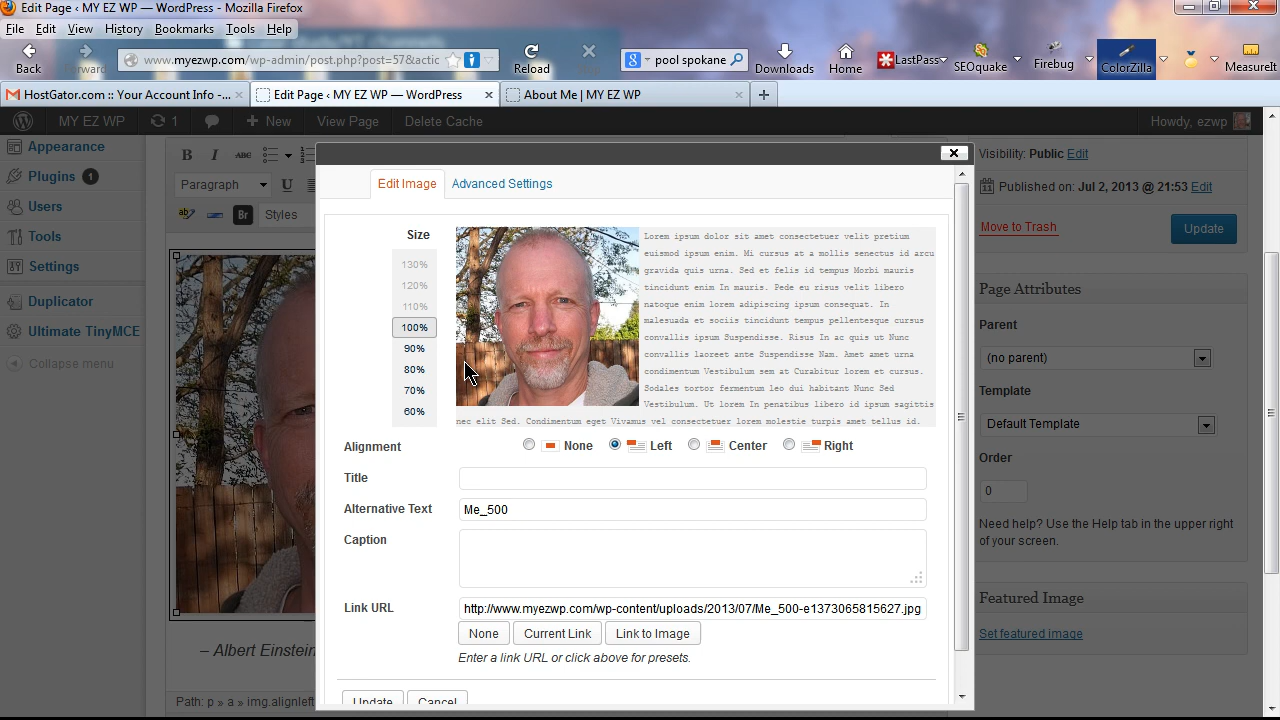 Edit Page ‹ MY EZ WP — WordPress - Mozilla Firefox
File Edit View History Bookmarks Tools Help
www.myezwp.com/wp-admin/post.php?post=57&actic
pool spokane
Back Forward Reload Downloads Home LastPass SEOquake Firebug ColorZilla MeasureIt
HostGator.com :: Your Account Info -...
Edit Page ‹ MY EZ WP — WordPress
About Me | MY EZ WP
MY EZ WP 1 New View Page Delete Cache Howdy, ezwp
Appearance
Plugins 1
Users
Tools
Settings
Duplicator
Ultimate TinyMCE
Collapse menu
B I ABC
Paragraph U
Br Styles
– Albert Einstein
Path: p » a » img.alignleft
Edit Image Advanced Settings
Size
130%
120%
110%
100%
90%
80%
70%
60%
Lorem ipsum dolor sit amet consectetuer velit pretium
euismod ipsum enim. Mi cursus at a mollis senectus id arcu
gravida quis urna. Sed et felis id tempus Morbi mauris
tincidunt enim In mauris. Pede eu risus velit libero
natoque enim lorem adipiscing ipsum consequat. In
malesuada et sociis tincidunt tempus pellentesque cursus
convallis ipsum Suspendisse. Risus In ac quis ut Nunc
convallis laoreet ante Suspendisse Nam. Amet amet urna
condimentum Vestibulum sem at Curabitur lorem et cursus.
Sodales tortor fermentum leo dui habitant Nunc Sed
Vestibulum. Ut lorem In penatibus libero id ipsum sagittis
nec elit Sed. Condimentum eget Vivamus vel consectetuer lorem molestie turpis amet tellus id.
Alignment None Left Center Right
Title
Alternative Text Me_500
Caption
Link URL http://www.myezwp.com/wp-content/uploads/2013/07/Me_500-e1373065815627.jpg
None Current Link Link to Image
Enter a link URL or click above for presets.
Update Cancel
Visibility: Public Edit
Published on: Jul 2, 2013 @ 21:53 Edit
Move to Trash Update
Page Attributes
Parent
(no parent)
Template
Default Template
Order
0
Need help? Use the Help tab in the upper right
of your screen.
Featured Image
Set featured image